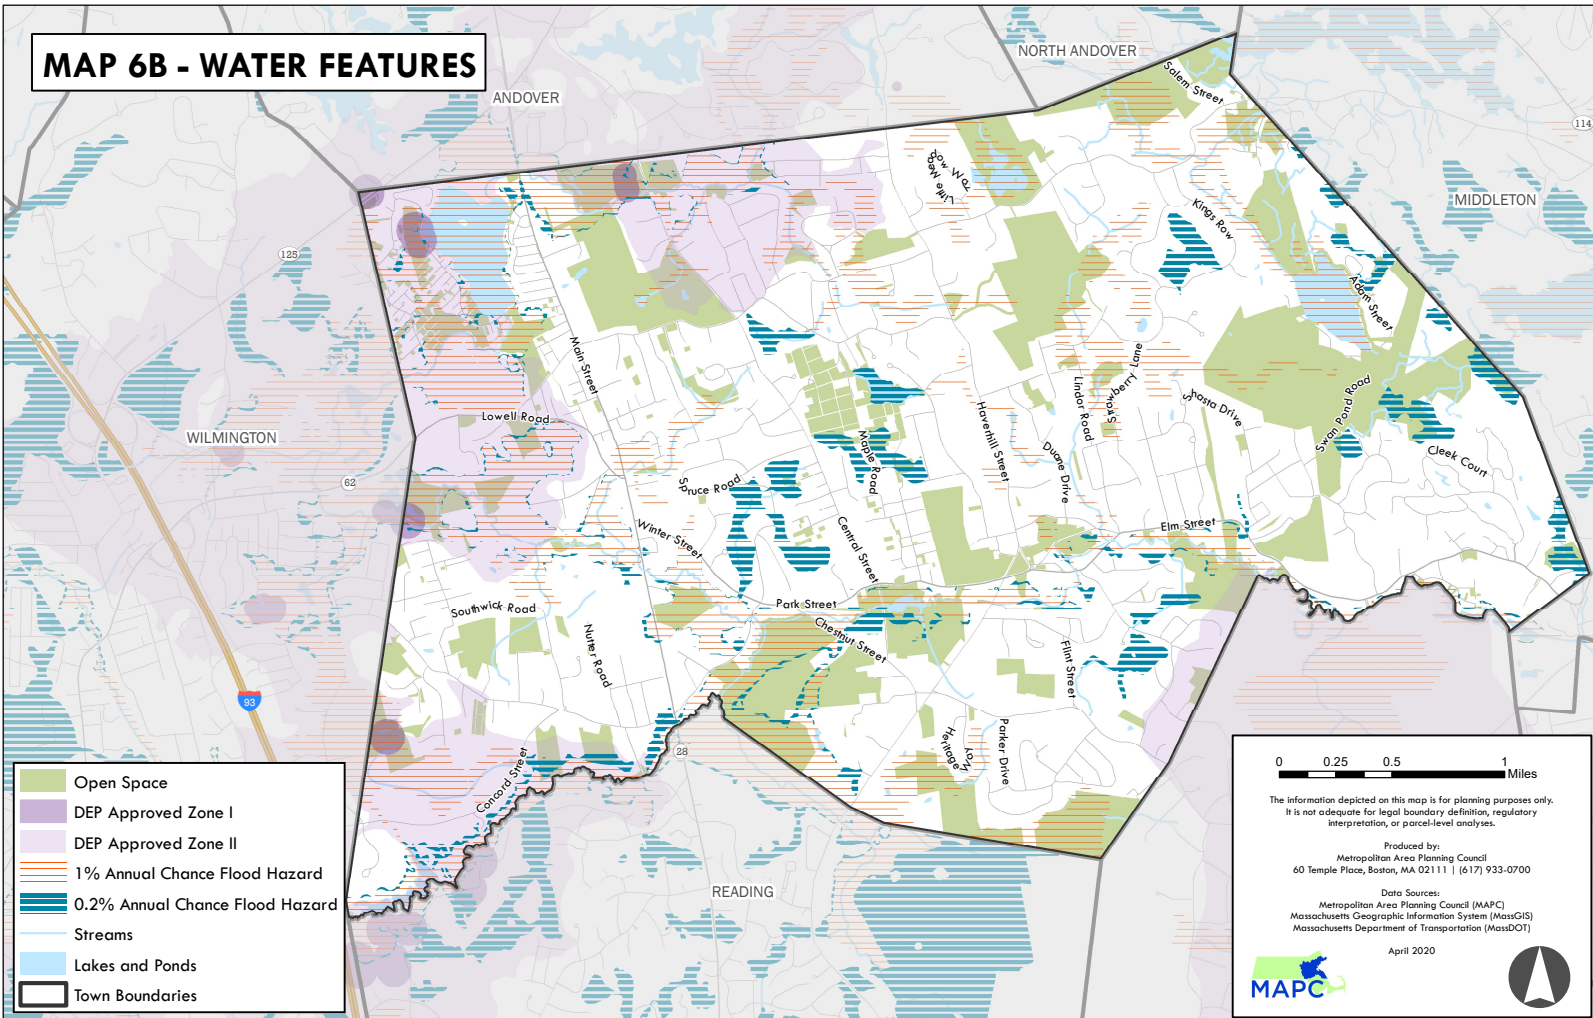 MAP 6B - WATER FEATURES
NORTH ANDOVER
ANDOVER
Salem Street
114
Little Meadow Row
MIDDLETON
Kings Row
125
Adam Street
Main Street
Strawberry Lane
Lindor Road
Shasta Drive
Swan Pond Road
Lowell Road
Haverhill Street
WILMINGTON
Maple Road
Duane Drive
Cleek Court
62
Spruce Road
Winter Street
Central Street
Elm Street
Southwick Road
Park Street
Chestnut Street
Nutter Road
Flint Street
93
28
Heritage Way
Parker Drive
Concord Street
READING
Open Space
DEP Approved Zone I
DEP Approved Zone II
1% Annual Chance Flood Hazard
0.2% Annual Chance Flood Hazard
Streams
Lakes and Ponds
Town Boundaries
0 0.25 0.5 1
Miles
The information depicted on this map is for planning purposes only.
It is not adequate for legal boundary definition, regulatory
interpretation, or parcel-level analyses.
Produced by:
Metropolitan Area Planning Council
60 Temple Place, Boston, MA 02111 | (617) 933-0700
Data Sources:
Metropolitan Area Planning Council (MAPC)
Massachusetts Geographic Information System (MassGIS)
Massachusetts Department of Transportation (MassDOT)
April 2020
MAPC